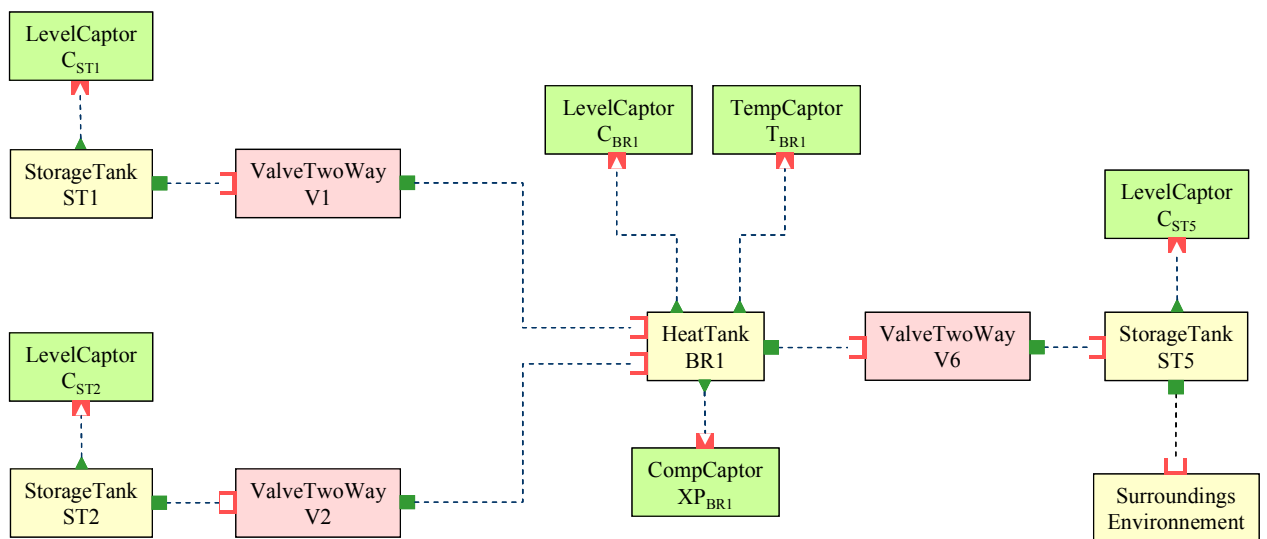 LevelCaptor
C_ST1
StorageTank
ST1
ValveTwoWay
V1
LevelCaptor
C_BR1
TempCaptor
T_BR1
LevelCaptor
C_ST5
LevelCaptor
C_ST2
HeatTank
BR1
ValveTwoWay
V6
StorageTank
ST5
StorageTank
ST2
ValveTwoWay
V2
CompCaptor
XP_BR1
Surroundings
Environnement